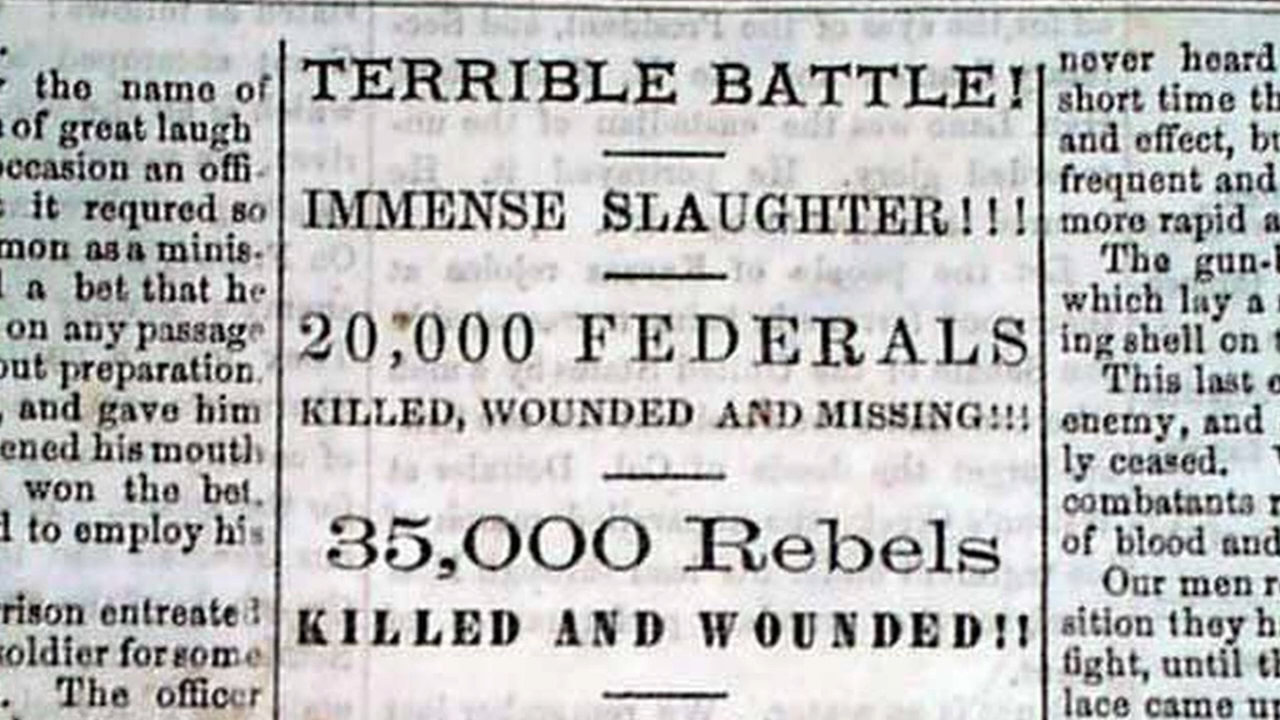 the name of
of great laugh
occasion an offi-
it requred so
mon as a minis-
a bet that he
on any passage
out preparation.
, and gave him
ened his mouth
won the bet.
to employ his
rison entreated
soldier for some
. The officer
TERRIBLE BATTLE!
IMMENSE SLAUGHTER!!!
20,000 FEDERALS
KILLED, WOUNDED AND MISSING!!!
35,000 Rebels
KILLED AND WOUNDED!!
never heard
short time th
and effect, bu
frequent and
more rapid a
The gun-b
which lay a
ing shell on t
This last e
enemy, and
ly ceased.
combatants r
of blood and
Our men r
sition they h
fight, until th
lace came up